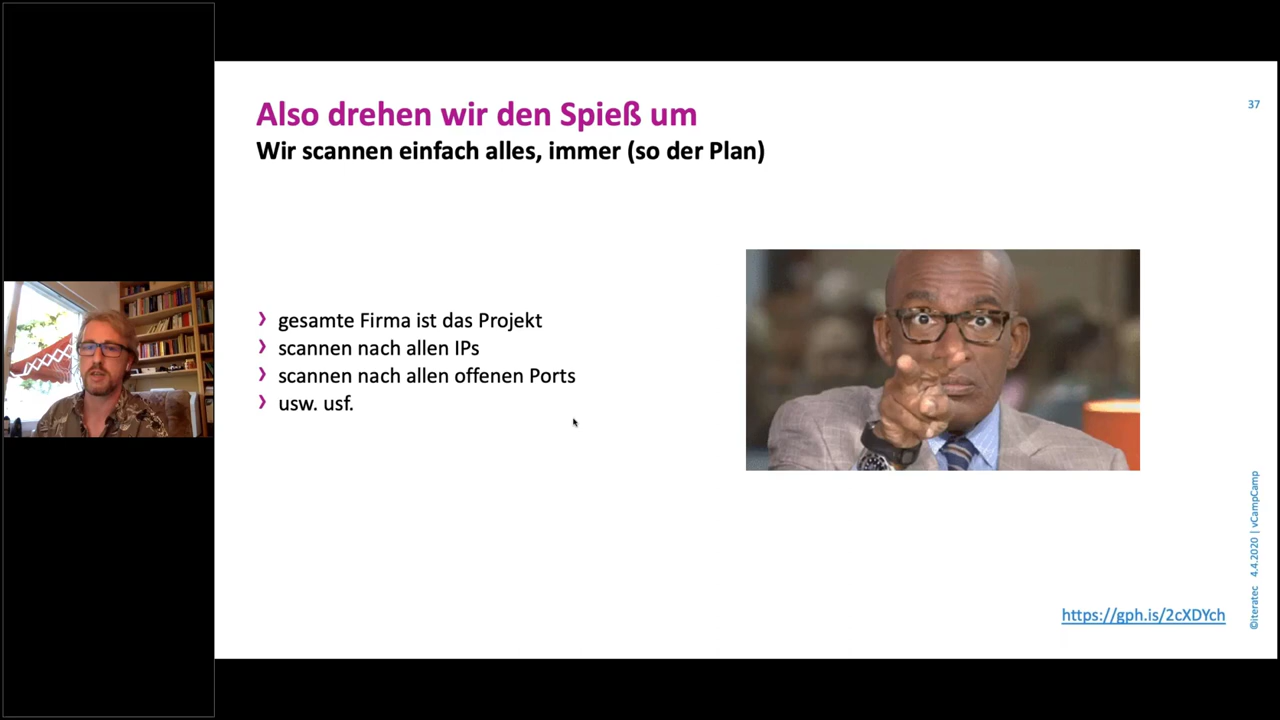 Also drehen wir den Spieß um
Wir scannen einfach alles, immer (so der Plan)
37
❯ gesamte Firma ist das Projekt
❯ scannen nach allen IPs
❯ scannen nach allen offenen Ports
❯ usw. usf.
https://gph.is/2cXDYch
©iteratec 4.4.2020 | vCampCamp